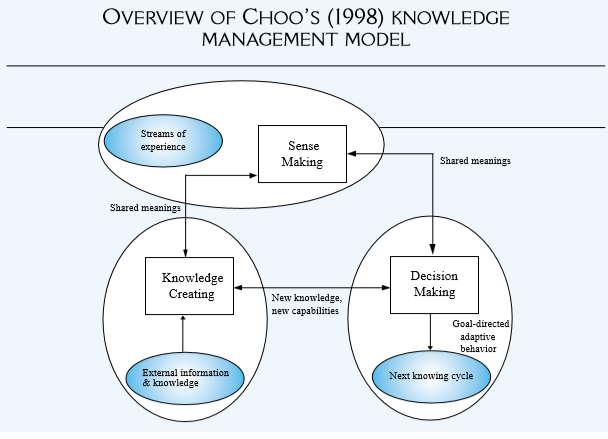 OVERVIEW OF CHOO'S (1998) KNOWLEDGE
MANAGEMENT MODEL
Streams of
experience
Sense
Making
Shared meanings
Shared meanings
Knowledge
Creating
Decision
Making
New knowledge,
new capabilities
Goal-directed
adaptive
behavior
External information
& knowledge
Next knowing cycle